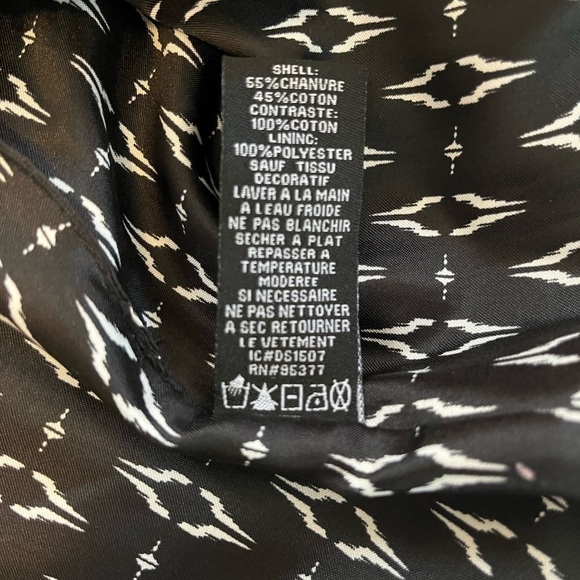 SHELL:
55%CHANVRE
45%COTON
CONTRASTE:
100%COTON
LINING:
100%POLYESTER
SAUF TISSU
DECORATIF
LAVER A LA MAIN
A LEAU FROIDE
NE PAS BLANCHIR
SECHER A PLAT
REPASSER A
TEMPERATURE
MODEREE
SI NECESSAIRE
NE PAS NETTOYER
A SEC RETOURNER
LE VETEMENT
IC#DS1507
RN#95377